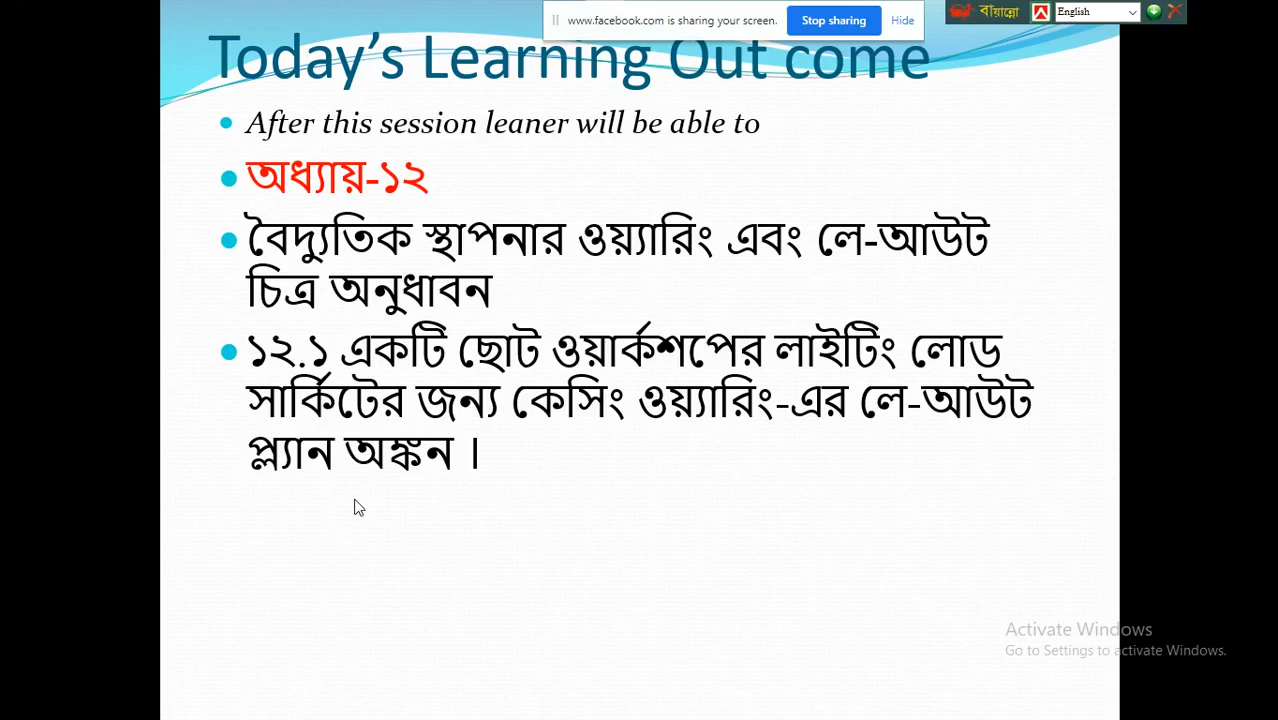 www.facebook.com is sharing your screen.
Stop sharing
Hide
বায়ান্নো
English
Today's Learning Out come
After this session leaner will be able to
অধ্যায়-১২
বৈদ্যুতিক স্থাপনার ওয়্যারিং এবং লে-আউট
চিত্র অনুধাবন
১২.১ একটি ছোট ওয়ার্কশপের লাইটিং লোড
সার্কিটের জন্য কেসিং ওয়্যারিং-এর লে-আউট
প্ল্যান অঙ্কন ।
Activate Windows
Go to Settings to activate Windows.